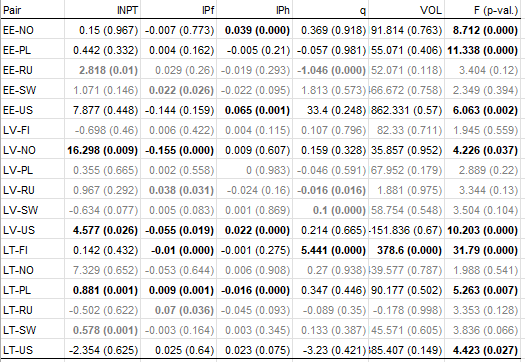 Pair INPT IPf IPh q VOL F (p-val.)
EE-NO 0.15 (0.967) -0.007 (0.773) 0.039 (0.000) 0.369 (0.918) 91.814 (0.763) 8.712 (0.000)
EE-PL 0.442 (0.332) 0.004 (0.162) -0.005 (0.21) -0.057 (0.981) 55.071 (0.406) 11.338 (0.000)
EE-RU 2.818 (0.01) 0.029 (0.26) -0.019 (0.293) -1.046 (0.000) 52.071 (0.118) 3.404 (0.12)
EE-SW 1.071 (0.146) 0.022 (0.026) -0.022 (0.095) 1.813 (0.573) 366.672 (0.758) 2.349 (0.394)
EE-US 7.877 (0.448) -0.144 (0.159) 0.065 (0.001) 33.4 (0.248) 862.331 (0.57) 6.063 (0.002)
LV-FI -0.698 (0.46) 0.006 (0.422) 0.004 (0.115) 0.107 (0.796) 82.33 (0.711) 1.945 (0.559)
LV-NO 16.298 (0.009) -0.155 (0.000) 0.009 (0.607) 0.159 (0.328) 35.857 (0.952) 4.226 (0.037)
LV-PL 0.355 (0.665) 0.002 (0.558) 0 (0.983) -0.046 (0.591) 67.952 (0.179) 2.889 (0.22)
LV-RU 0.967 (0.292) 0.038 (0.031) -0.024 (0.16) -0.016 (0.016) 1.881 (0.975) 3.344 (0.13)
LV-SW -0.634 (0.077) 0.005 (0.083) 0.001 (0.869) 0.1 (0.000) 58.754 (0.548) 3.504 (0.104)
LV-US 4.577 (0.026) -0.055 (0.019) 0.022 (0.000) 0.214 (0.665) -151.836 (0.67) 10.203 (0.000)
LT-FI 0.142 (0.432) -0.01 (0.000) -0.001 (0.275) 5.441 (0.000) 378.6 (0.000) 31.79 (0.000)
LT-NO 7.329 (0.652) -0.053 (0.644) 0.006 (0.908) 0.27 (0.938) 439.577 (0.787) 1.988 (0.541)
LT-PL 0.881 (0.001) 0.009 (0.001) -0.016 (0.000) 0.347 (0.446) 90.177 (0.502) 5.263 (0.007)
LT-RU -0.502 (0.622) 0.07 (0.036) -0.045 (0.093) -0.089 (0.35) -0.178 (0.998) 3.353 (0.128)
LT-SW 0.578 (0.001) -0.003 (0.164) 0.003 (0.345) 0.133 (0.387) 45.571 (0.605) 3.836 (0.066)
LT-US -2.354 (0.625) 0.025 (0.64) 0.023 (0.075) -3.23 (0.421) 385.407 (0.149) 4.423 (0.027)